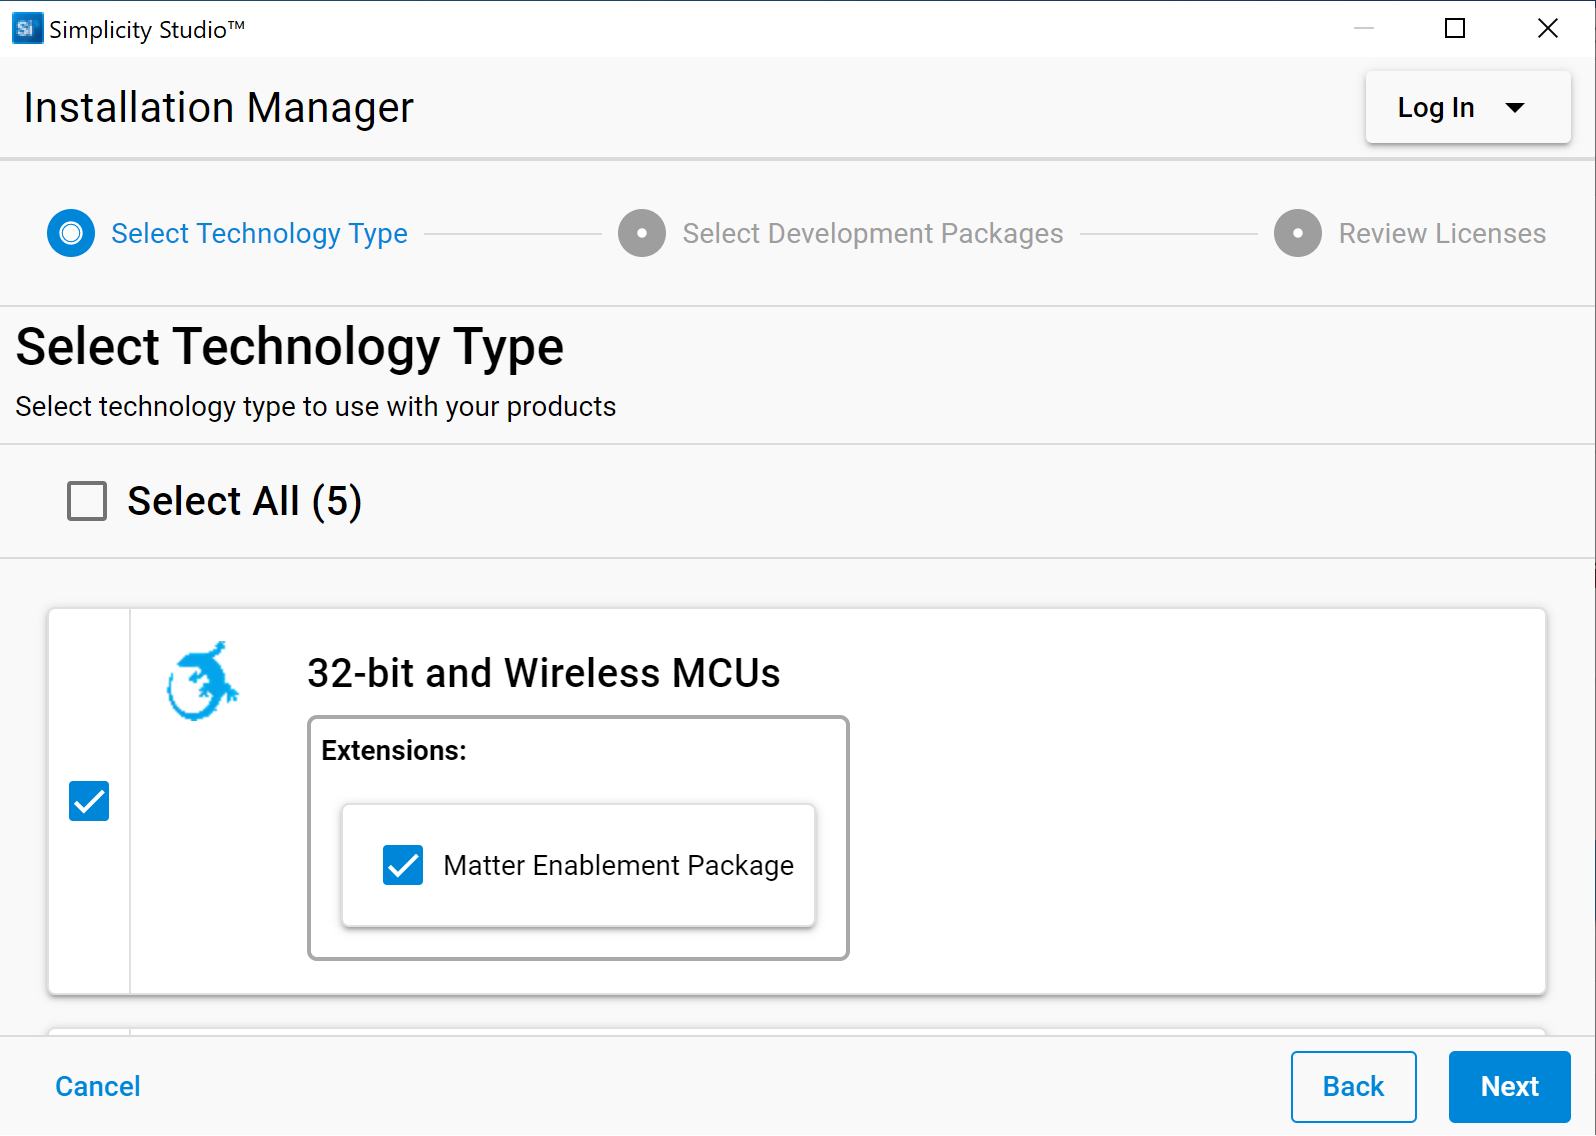 Si
Simplicity Studio™
Installation Manager
Log In
Select Technology Type
Select Development Packages
Review Licenses
Select Technology Type
Select technology type to use with your products
Select All (5)
32-bit and Wireless MCUs
Extensions:
Matter Enablement Package
Cancel
Back
Next